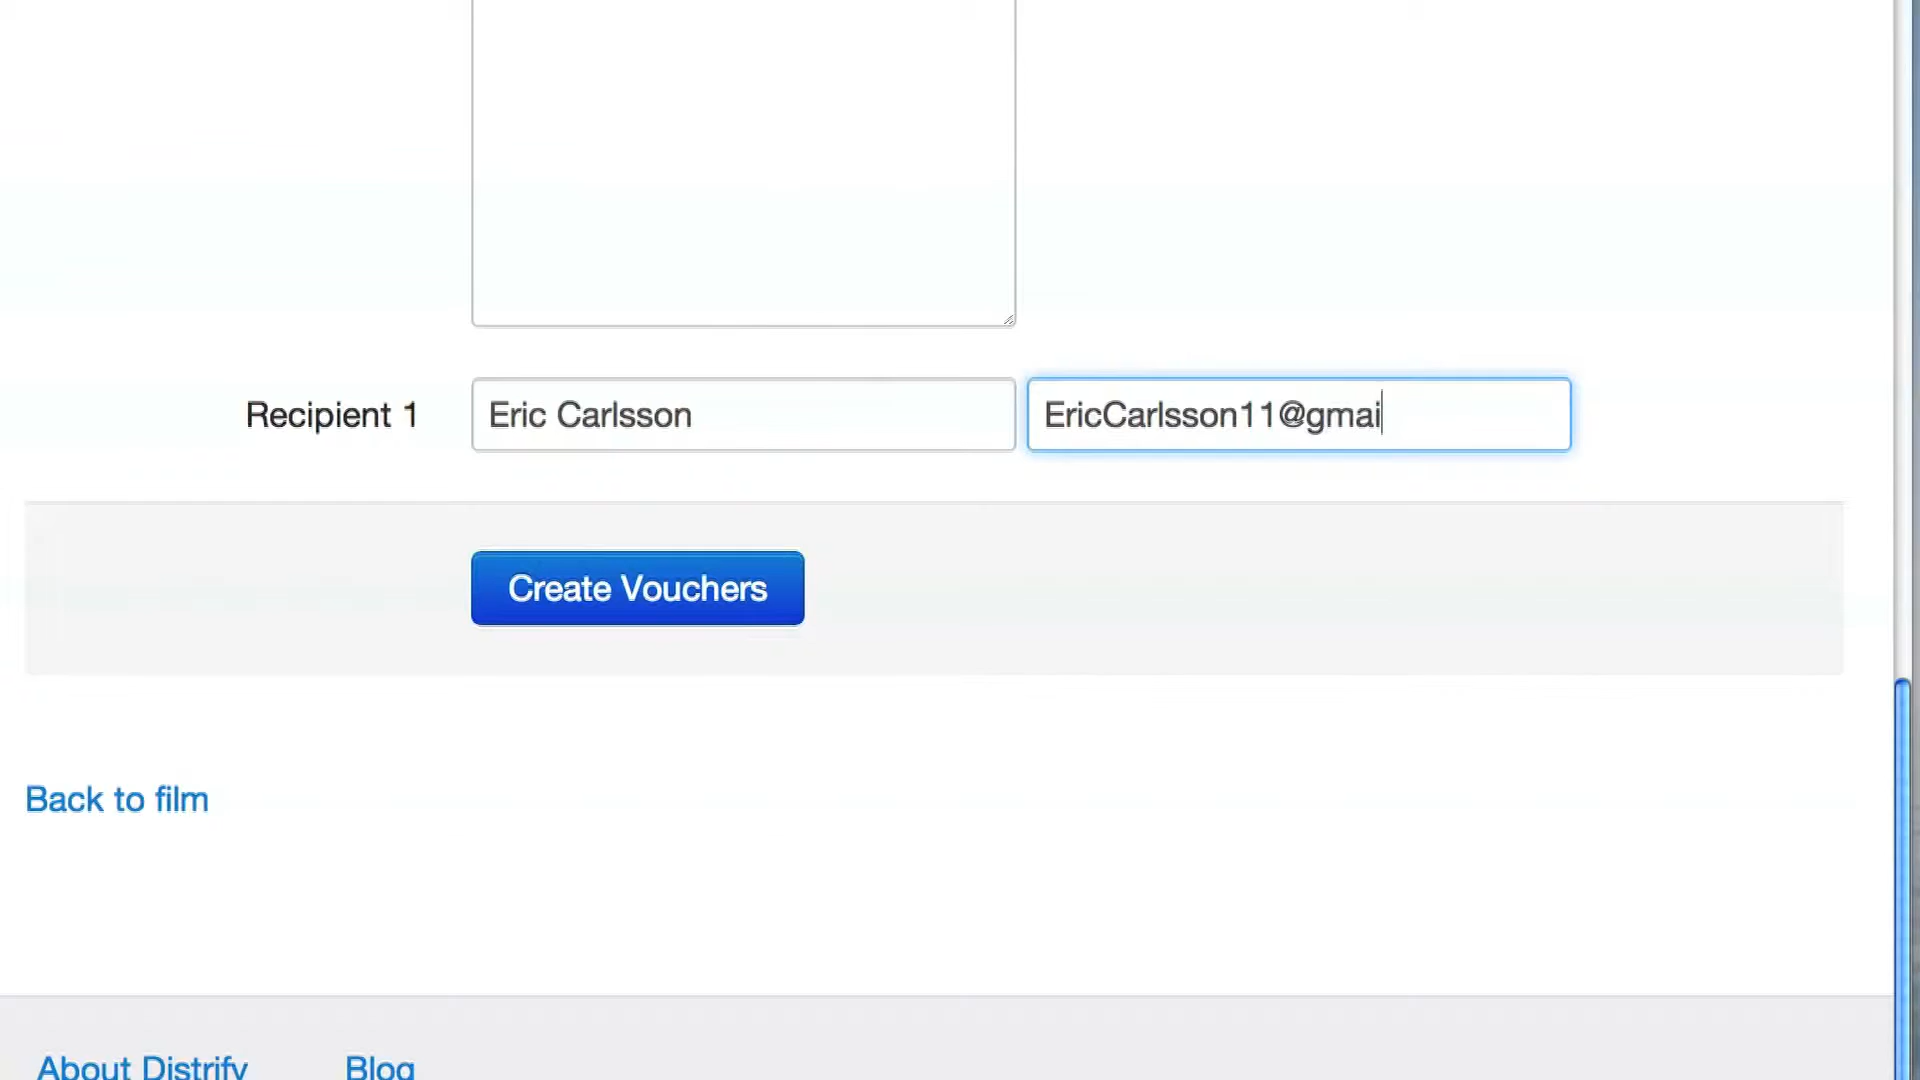 Recipient 1 Eric Carlsson EricCarlsson11@gmai
Create Vouchers
Back to film
About Distrify Blog